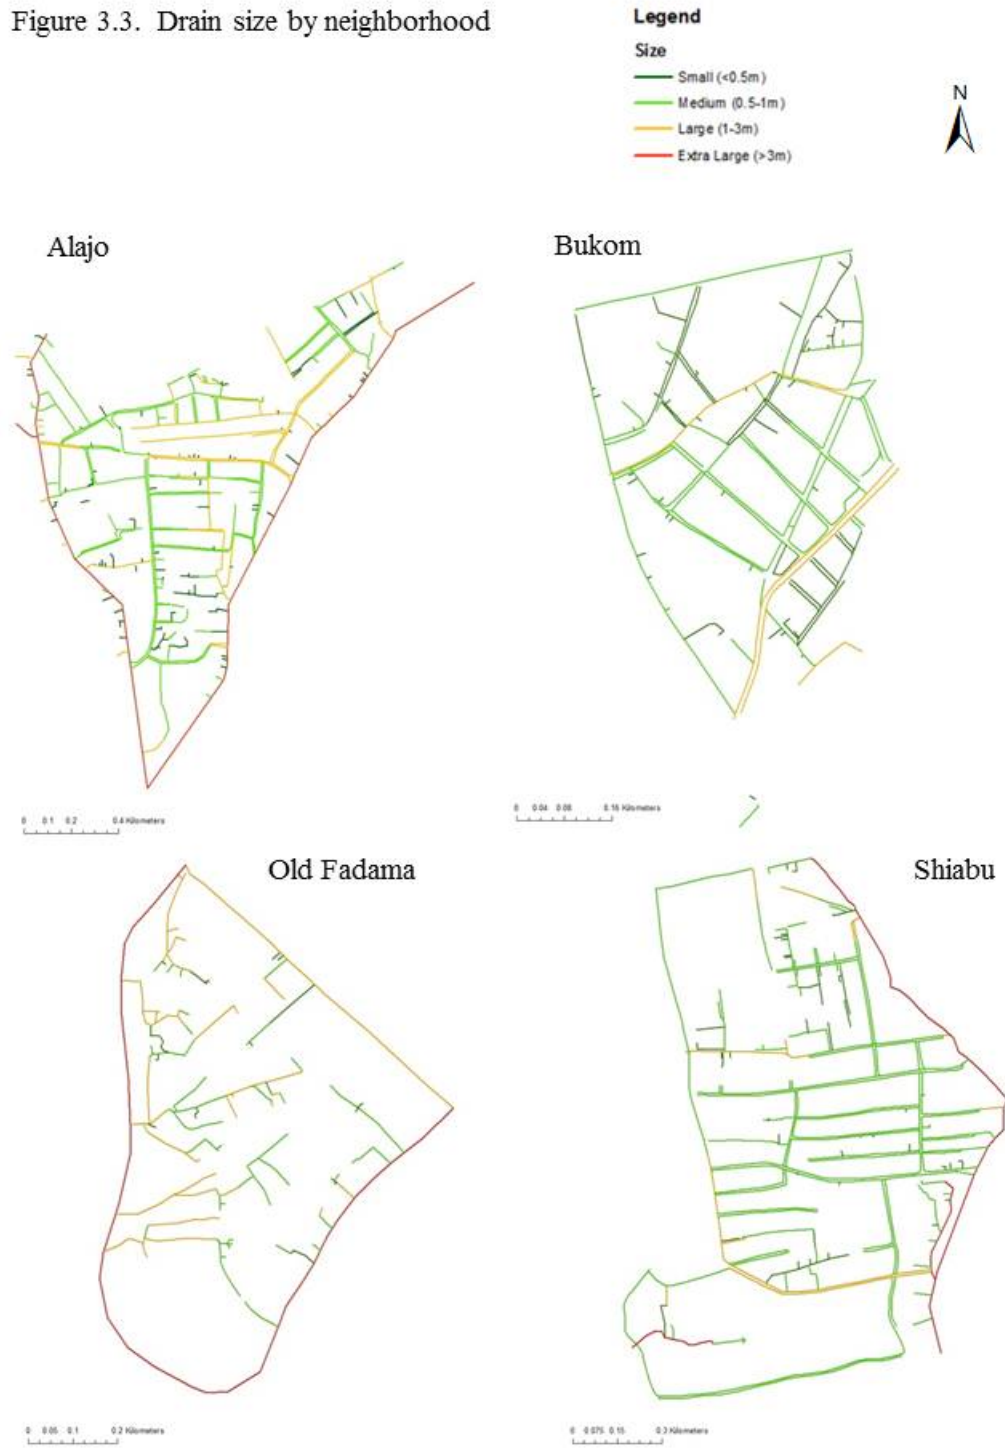 Figure 3.3. Drain size by neighborhood
Legend
Size
Small (<0.5m)
Medium (0.5-1m)
Large (1-3m)
Extra Large (>3m)
N
Alajo
Bukom
0 0.1 0.2 0.4 Kilometers
0 0.04 0.08 0.16 Kilometers
Old Fadama
Shiabu
0 0.05 0.1 0.2 Kilometers
0 0.075 0.15 0.3 Kilometers